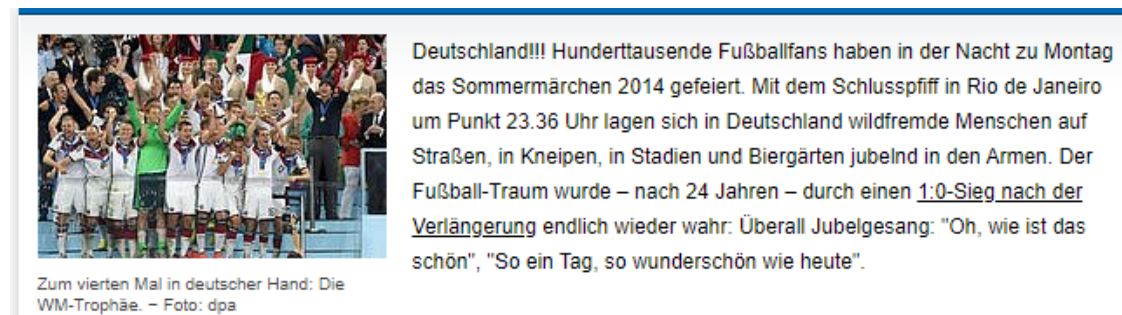 Deutschland!!! Hunderttausende Fußballfans haben in der Nacht zu Montag
das Sommermärchen 2014 gefeiert. Mit dem Schlusspfiff in Rio de Janeiro
um Punkt 23.36 Uhr lagen sich in Deutschland wildfremde Menschen auf
Straßen, in Kneipen, in Stadien und Biergärten jubelnd in den Armen. Der
Fußball-Traum wurde – nach 24 Jahren – durch einen 1:0-Sieg nach der
Verlängerung endlich wieder wahr: Überall Jubelgesang: "Oh, wie ist das
schön", "So ein Tag, so wunderschön wie heute".
Zum vierten Mal in deutscher Hand: Die
WM-Trophäe. − Foto: dpa